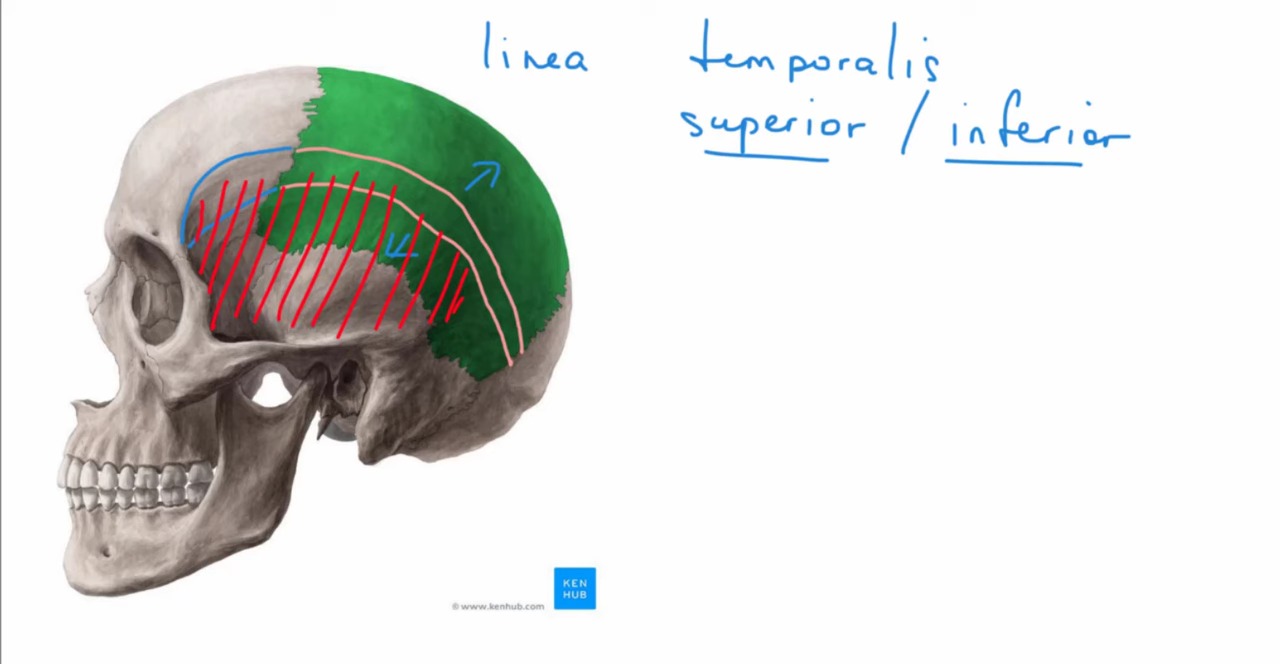 linea temporalis
superior / inferior
KEN
HUB
© www.kenhub.com